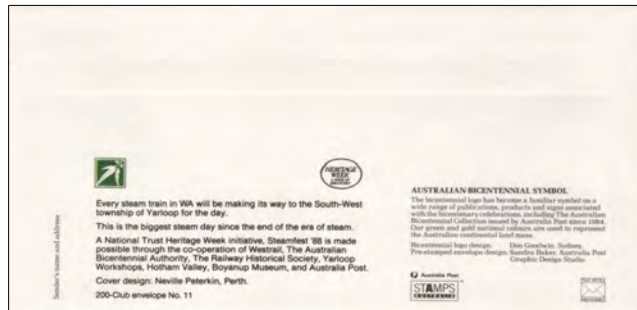 Sender's name and address
HERITAGE
WEEK
Every steam train in WA will be making its way to the South-West
township of Yarloop for the day.
This is the biggest steam day since the end of the era of steam.
A National Trust Heritage Week initiative, Steamfest '88 is made
possible through the co-operation of Westrail, The Australian
Bicentennial Authority, The Railway Historical Society, Yarloop
Workshops, Hotham Valley, Boyanup Museum, and Australia Post.
Cover design: Neville Peterkin, Perth.
200-Club envelope No. 11
AUSTRALIAN BICENTENNIAL SYMBOL
The bicentennial logo has become a familiar symbol on a
wide range of publications, products and signs associated
with the bicentenary celebrations, including The Australian
Bicentennial Collection issued by Australia Post since 1984.
Our green and gold national colours are used to represent
the Australian continental land mass.
Bicentennial logo design: Don Goodwin, Sydney.
Pre-stamped envelope design: Sandra Baker, Australia Post
Graphic Design Studio
Australia Post
STAMPS
AUSTRALIA